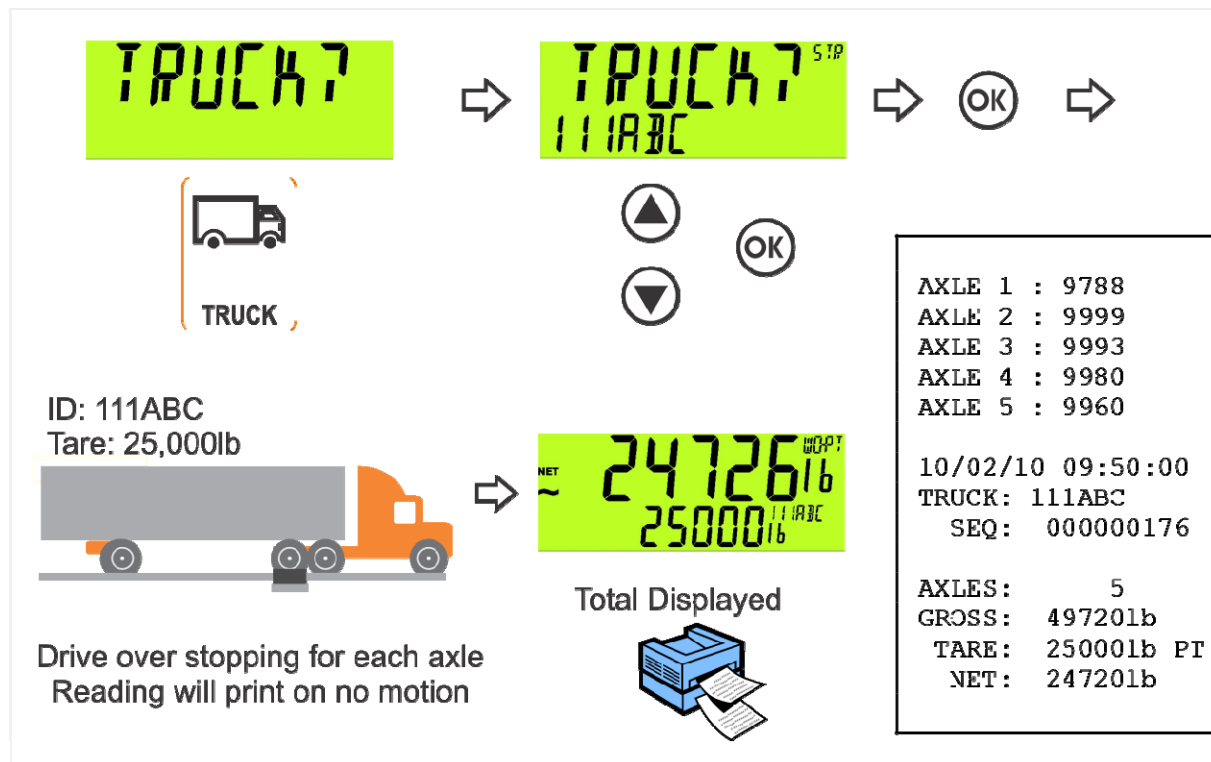 TRUCK?
TRUCK? STR
111ABC
OK
OK
TRUCK
ID: 111ABC
Tare: 25,000lb
NET 24726 lb WOPT
25000 lb 111ABC
Total Displayed
Drive over stopping for each axle
Reading will print on no motion
AXLE 1 : 9788
AXLE 2 : 9999
AXLE 3 : 9993
AXLE 4 : 9980
AXLE 5 : 9960
10/02/10 09:50:00
TRUCK: 111ABC
SEQ: 000000176
AXLES: 5
GROSS: 49720lb
TARE: 25000lb PT
NET: 24720lb